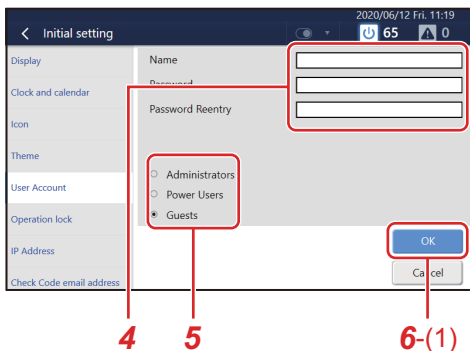 2020/06/12 Fri. 11:19
Initial setting
65
0
Display
Name
Clock and calendar
Password
Icon
Password Reentry
Theme
User Account
Administrators
Power Users
Guests
Operation lock
IP Address
OK
Check Code email address
Cancel
4
5
6-(1)